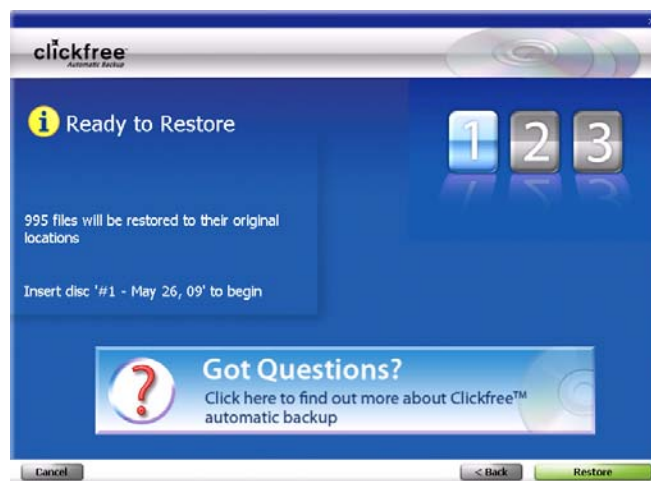 clickfree
Automatic Backup
i Ready to Restore
1 2 3
995 files will be restored to their original
locations
Insert disc '#1 - May 26, 09' to begin
? Got Questions?
Click here to find out more about Clickfree™
automatic backup
Cancel
< Back
Restore